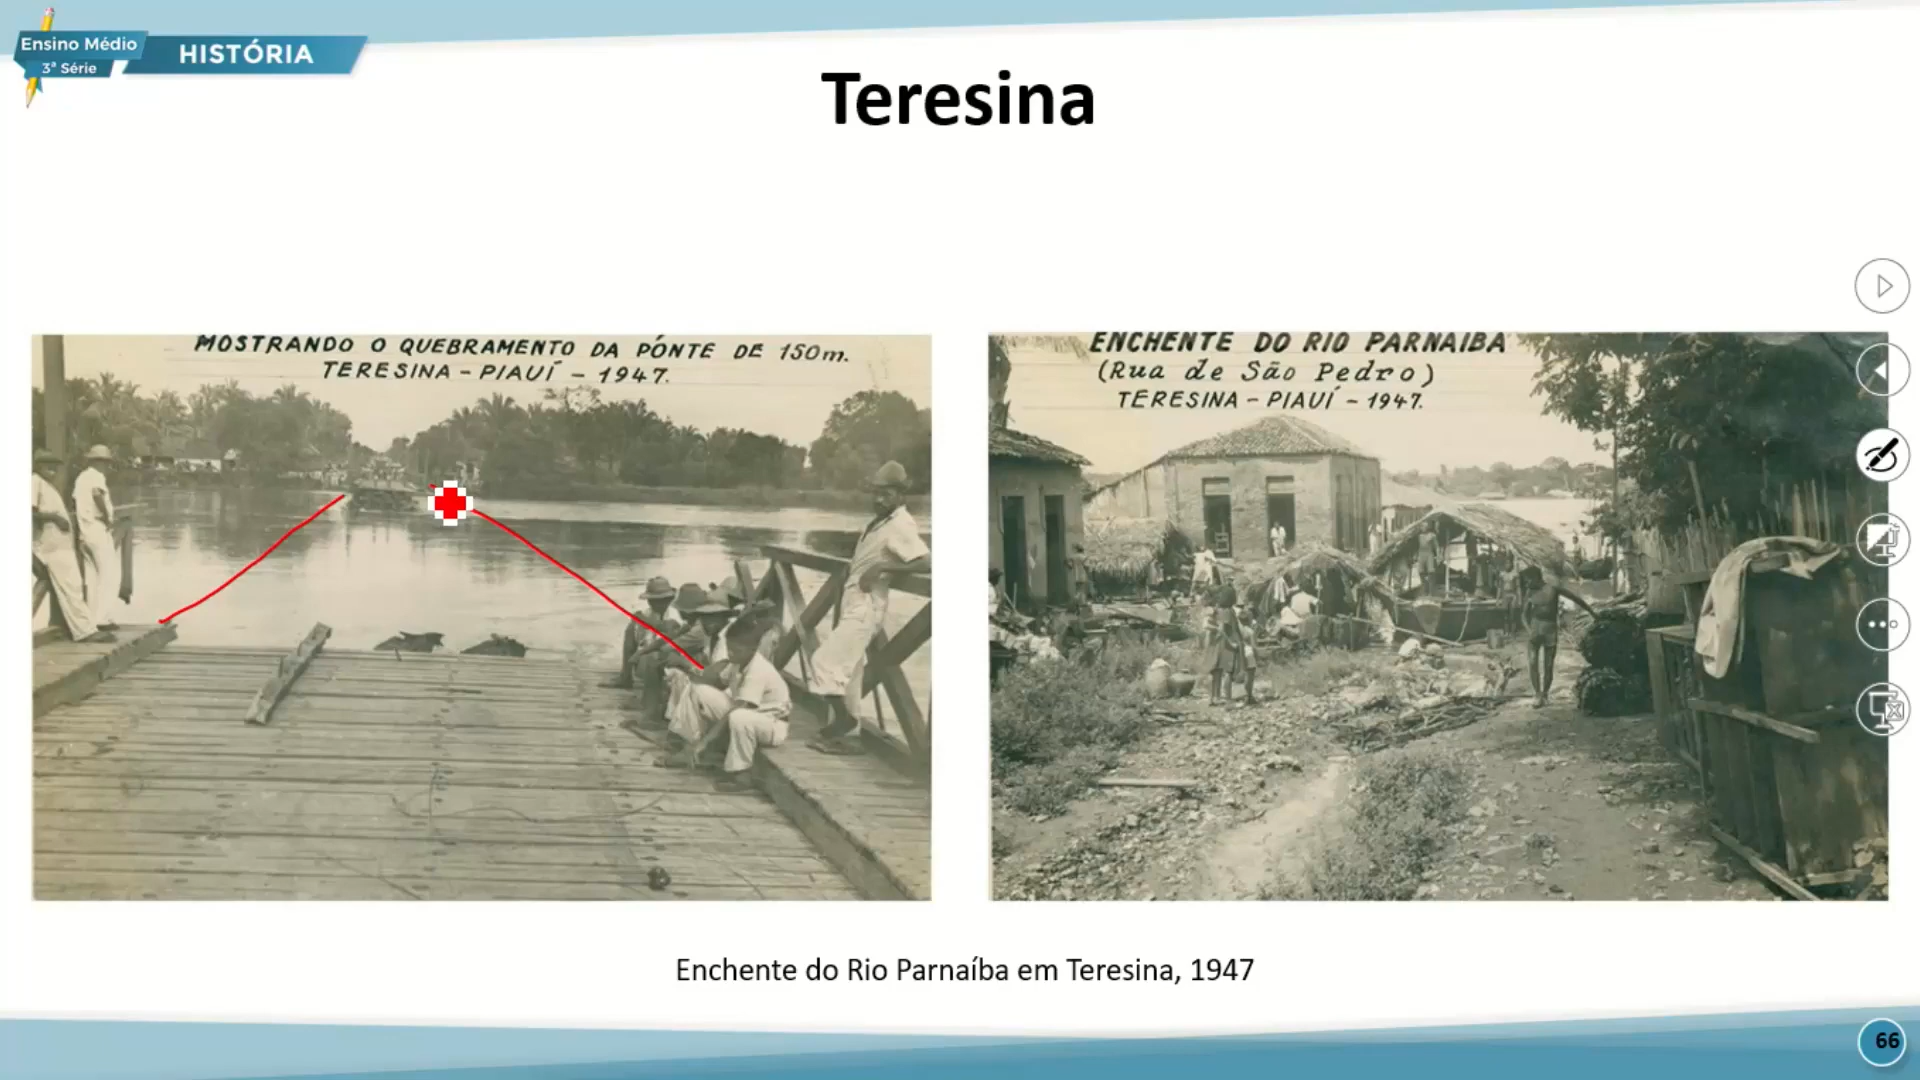 Ensino Médio
3ª Série
HISTÓRIA
Teresina
MOSTRANDO O QUEBRAMENTO DA PÓNTE DE 150m.
TERESINA - PIAUÍ - 1947.
ENCHENTE DO RIO PARNAIBA
(Rua de São Pedro)
TERESINA - PIAUÍ - 1947.
Enchente do Rio Parnaíba em Teresina, 1947
66